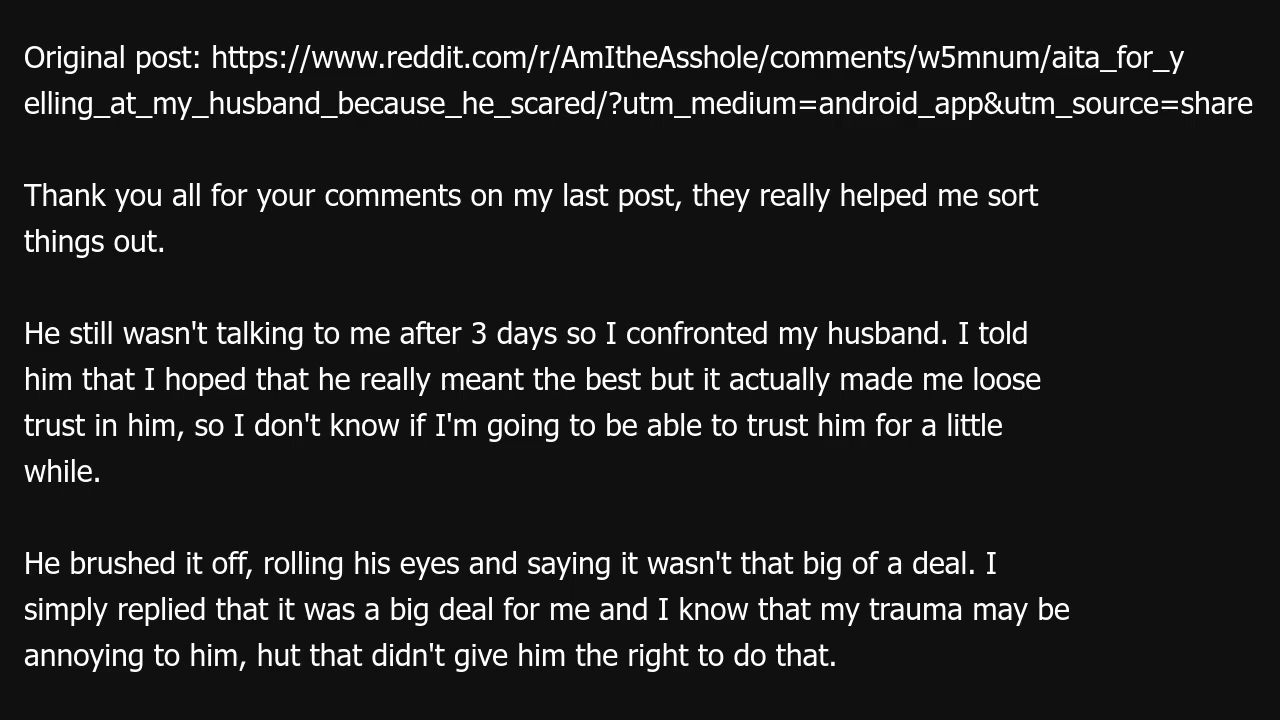 Original post: https://www.reddit.com/r/AmItheAsshole/comments/w5mnum/aita_for_y
elling_at_my_husband_because_he_scared/?utm_medium=android_app&utm_source=share
Thank you all for your comments on my last post, they really helped me sort
things out.
He still wasn't talking to me after 3 days so I confronted my husband. I told
him that I hoped that he really meant the best but it actually made me loose
trust in him, so I don't know if I'm going to be able to trust him for a little
while.
He brushed it off, rolling his eyes and saying it wasn't that big of a deal. I
simply replied that it was a big deal for me and I know that my trauma may be
annoying to him, hut that didn't give him the right to do that.